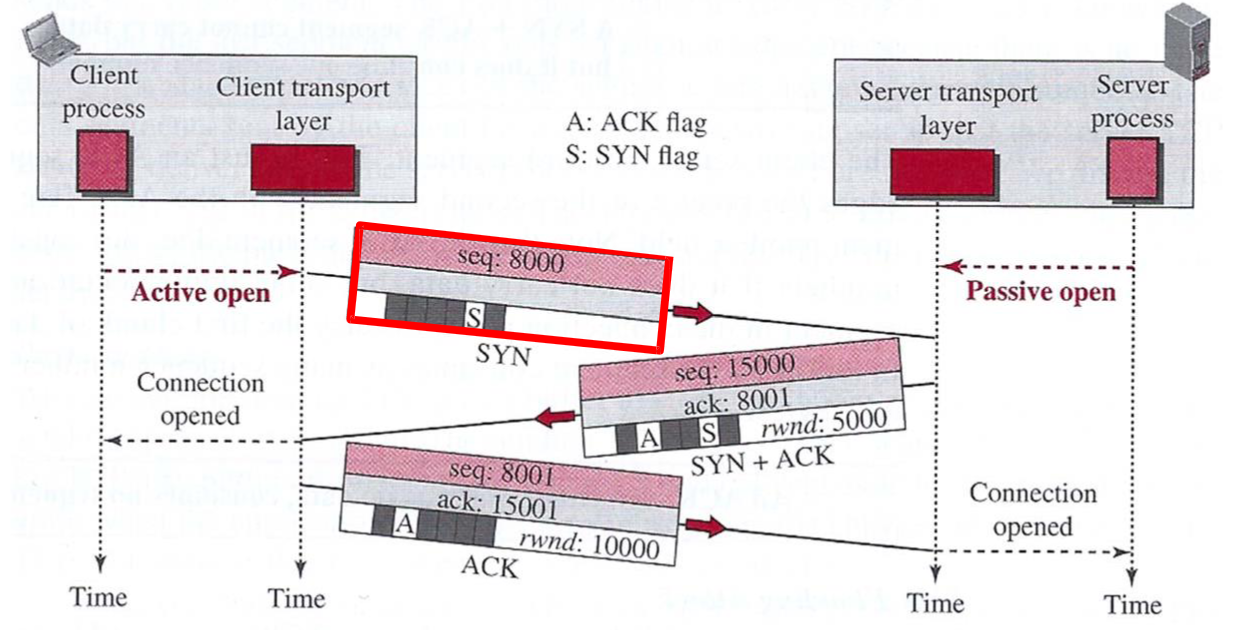 Client
process
Client transport
layer
A: ACK flag
S: SYN flag
Server transport
layer
Server
process
Active open
seq: 8000
S
SYN
Passive open
Connection
opened
seq: 15000
ack: 8001
A S rwnd: 5000
SYN + ACK
seq: 8001
ack: 15001
A rwnd: 10000
ACK
Connection
opened
Time
Time
Time
Time